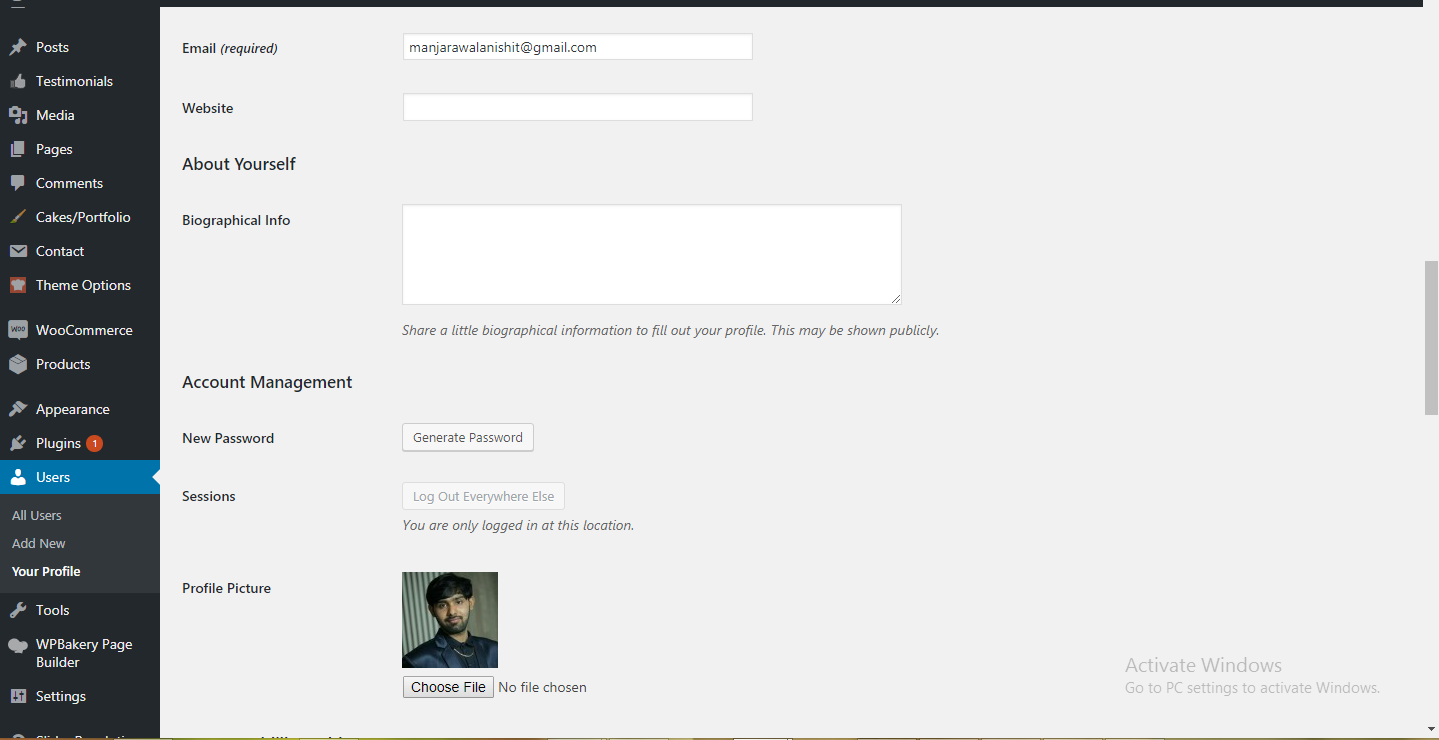 Posts
Testimonials
Media
Pages
Comments
Cakes/Portfolio
Contact
Theme Options
WOO
WooCommerce
Products
Appearance
Plugins 1
Users
All Users
Add New
Your Profile
Tools
WPBakery Page
Builder
Settings
Email (required)
manjarawalanishit@gmail.com
Website
About Yourself
Biographical Info
Share a little biographical information to fill out your profile. This may be shown publicly.
Account Management
New Password
Generate Password
Sessions
Log Out Everywhere Else
You are only logged in at this location.
Profile Picture
Choose File No file chosen
Activate Windows
Go to PC settings to activate Windows.